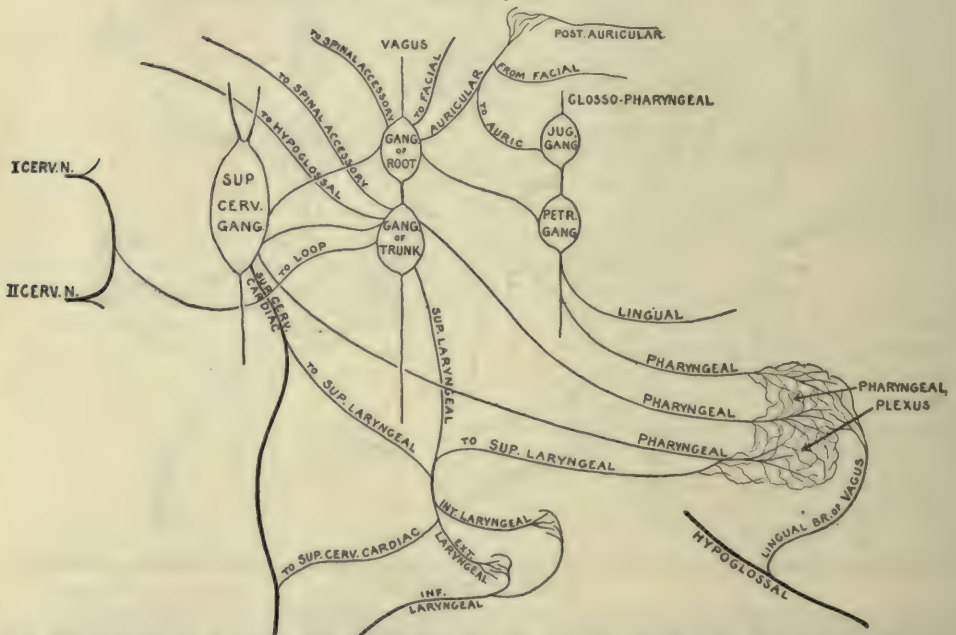 POST. AURICULAR
TO SPINAL ACCESSORY
VAGUS
TO FACIAL
AURICULAR
FROM FACIAL
TO SPINAL ACCESSORY
TO HYPOGLOSSAL
GLOSSO-PHARYNGEAL
TO AURIC.
JUG.
GANG
GANG.
OF
ROOT
I CERV. N.
SUP
CERV.
GANG.
PETR.
GANG
GANG.
OF
TRUNK
TO LOOP
II CERV. N.
SUP. CERV.
CARDIAC
LINGUAL
SUP. LARYNGEAL
TO SUP. LARYNGEAL
PHARYNGEAL
PHARYNGEAL
PHARYNGEAL
PHARYNGEAL,
PLEXUS
TO SUP. LARYNGEAL
LINGUAL BR. OF VAGUS
HYPOGLOSSAL
INT. LARYNGEAL
EXT.
LARYNGEAL
TO SUP. CERV. CARDIAC
INF.
LARYNGEAL